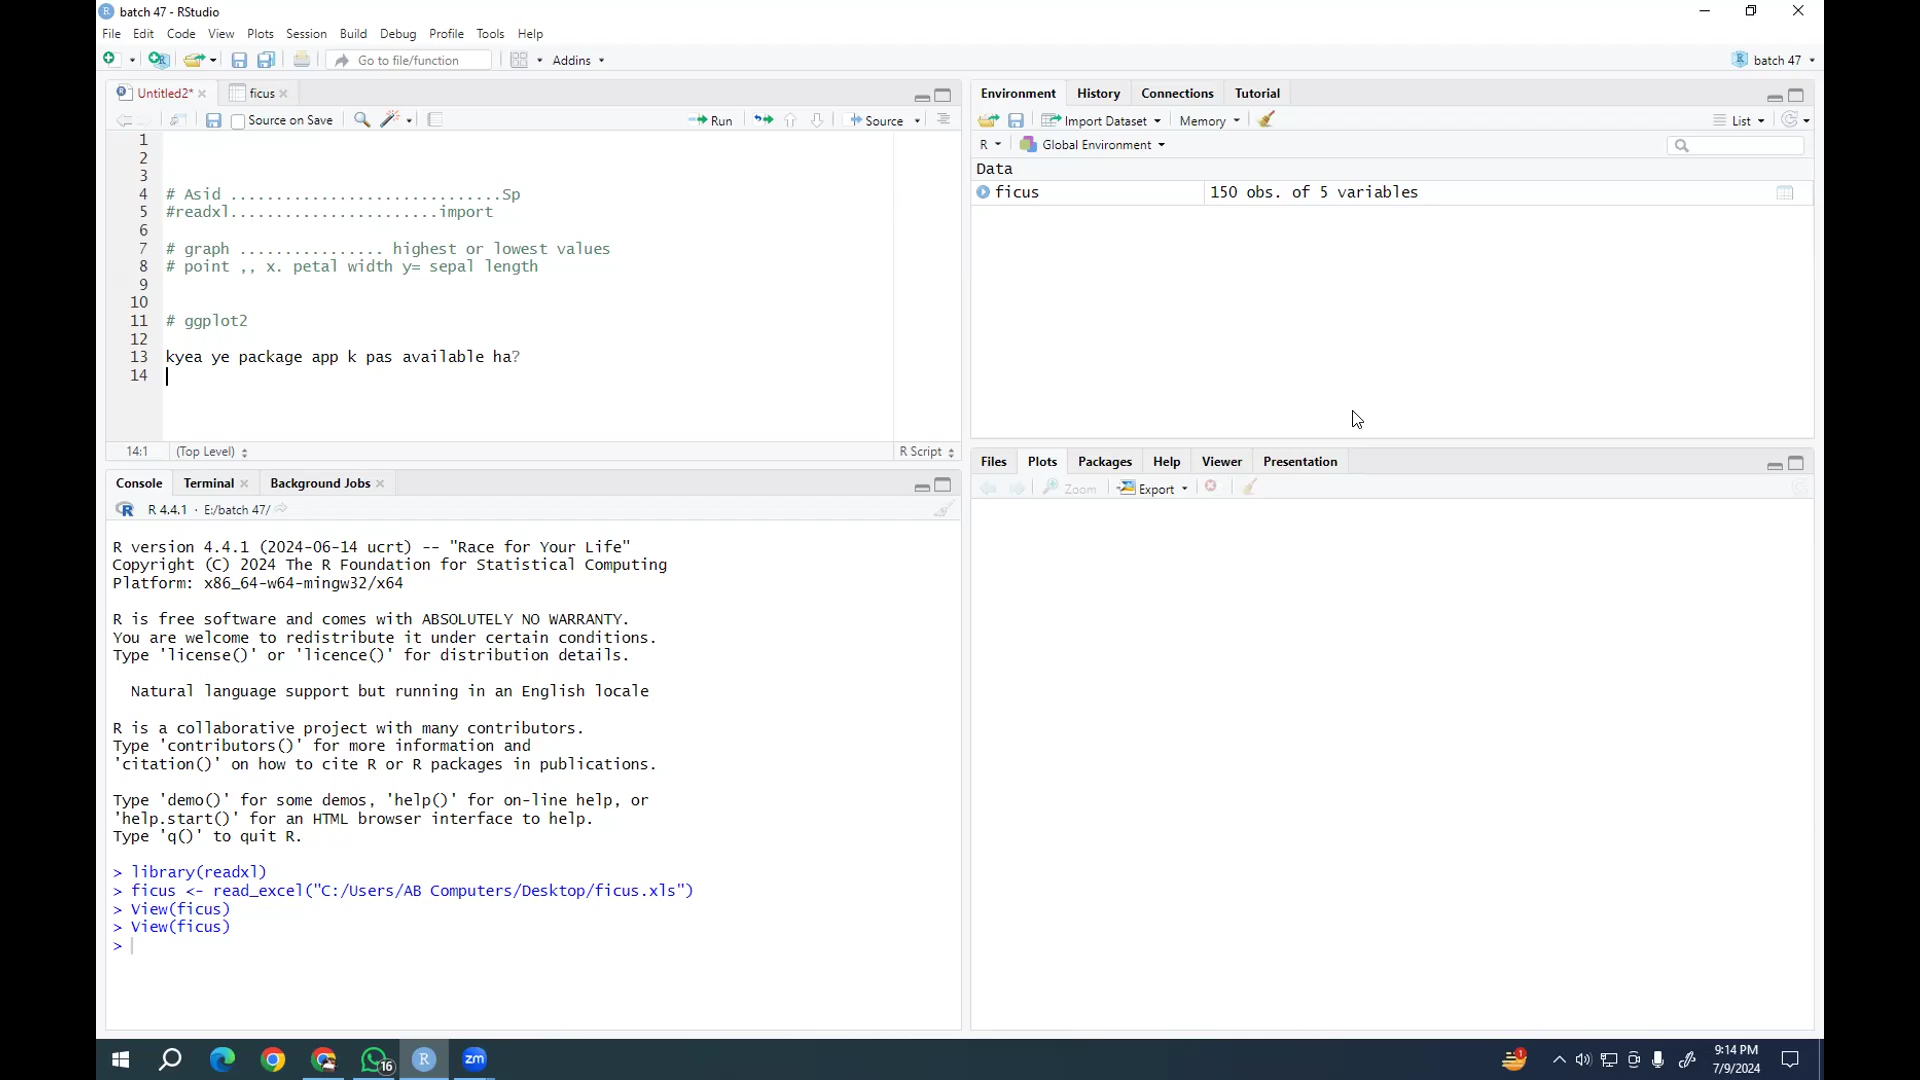 batch 47 - RStudio
File Edit Code View Plots Session Build Debug Profile Tools Help
Go to file/function Addins batch 47
Untitled2* ficus
Source on Save Run Source
1
2
3
4 # Asid ..............................Sp
5 #readxl.......................import
6
7 # graph ................ highest or lowest values
8 # point ,, x. petal width y= sepal length
9
10
11 # ggplot2
12
13 kyea ye package app k pas available ha?
14
14:1 (Top Level) R Script
Console Terminal Background Jobs
R 4.4.1 · E:/batch 47/
R version 4.4.1 (2024-06-14 ucrt) -- "Race for Your Life"
Copyright (C) 2024 The R Foundation for Statistical Computing
Platform: x86_64-w64-mingw32/x64
R is free software and comes with ABSOLUTELY NO WARRANTY.
You are welcome to redistribute it under certain conditions.
Type 'license()' or 'licence()' for distribution details.
Natural language support but running in an English locale
R is a collaborative project with many contributors.
Type 'contributors()' for more information and
'citation()' on how to cite R or R packages in publications.
Type 'demo()' for some demos, 'help()' for on-line help, or
'help.start()' for an HTML browser interface to help.
Type 'q()' to quit R.
> library(readxl)
> ficus <- read_excel("C:/Users/AB Computers/Desktop/ficus.xls")
> View(ficus)
> View(ficus)
>
Environment History Connections Tutorial
Import Dataset Memory List
R Global Environment
Data
ficus 150 obs. of 5 variables
Files Plots Packages Help Viewer Presentation
Zoom Export
16 zm 1
9:14 PM
7/9/2024